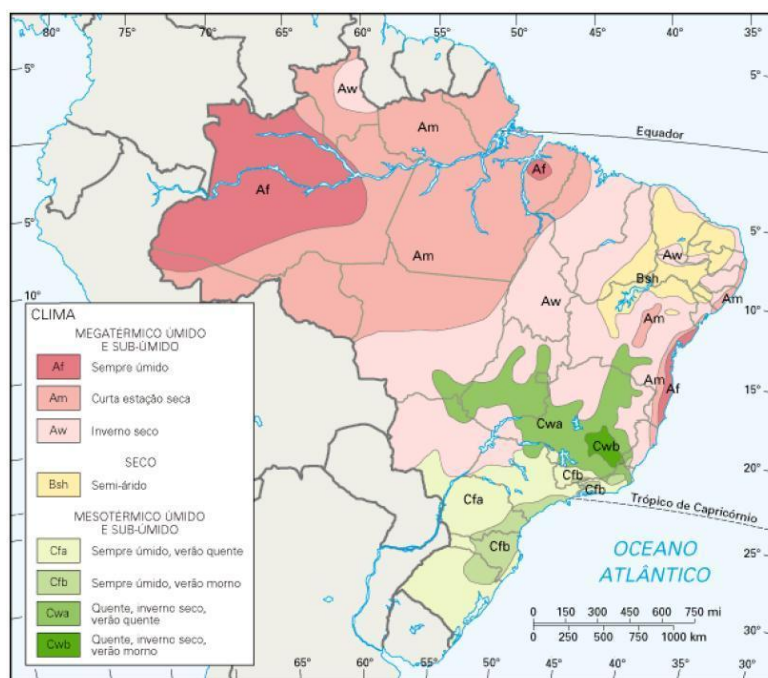 80° 75° 70° 65° 60° 55° 50° 45° 40° 35°
5°
5°
Aw
Am
Equador
Af
Af
5°
5°
Am
Aw
Bsh
10°
Aw
Am
Am
10°
CLIMA
MEGATÉRMICO ÚMIDO
E SUB-ÚMIDO
Af Sempre úmido
Am Curta estação seca
Aw Inverno seco
SECO
Bsh Semi-árido
MESOTÉRMICO ÚMIDO
E SUB-ÚMIDO
Cfa Sempre úmido, verão quente
Cfb Sempre úmido, verão morno
Cwa Quente, inverno seco,
verão quente
Cwb Quente, inverno seco,
verão morno
Am
Af
15°
Cwa
Cwb
20°
Cfb
Cfb
Cfa
Trópico de Capricórnio
Cfb
OCEANO
ATLÂNTICO
25°
0 150 300 450 600 750 mi
0 250 500 750 1000 km
30°
70° 65° 60° 55° 50° 45° 40° 35°